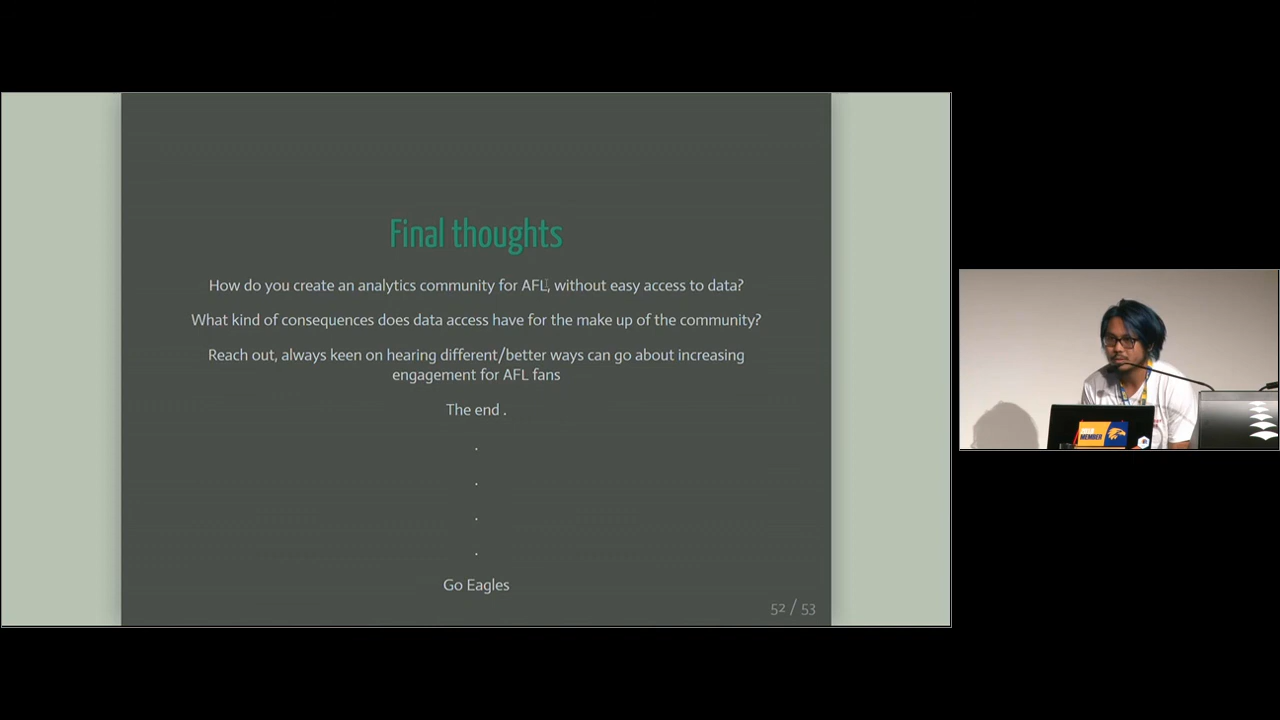 Final thoughts
How do you create an analytics community for AFL, without easy access to data?
What kind of consequences does data access have for the make up of the community?
Reach out, always keen on hearing different/better ways can go about increasing
engagement for AFL fans
The end .
.
.
.
.
Go Eagles
52 / 53
MEMBER